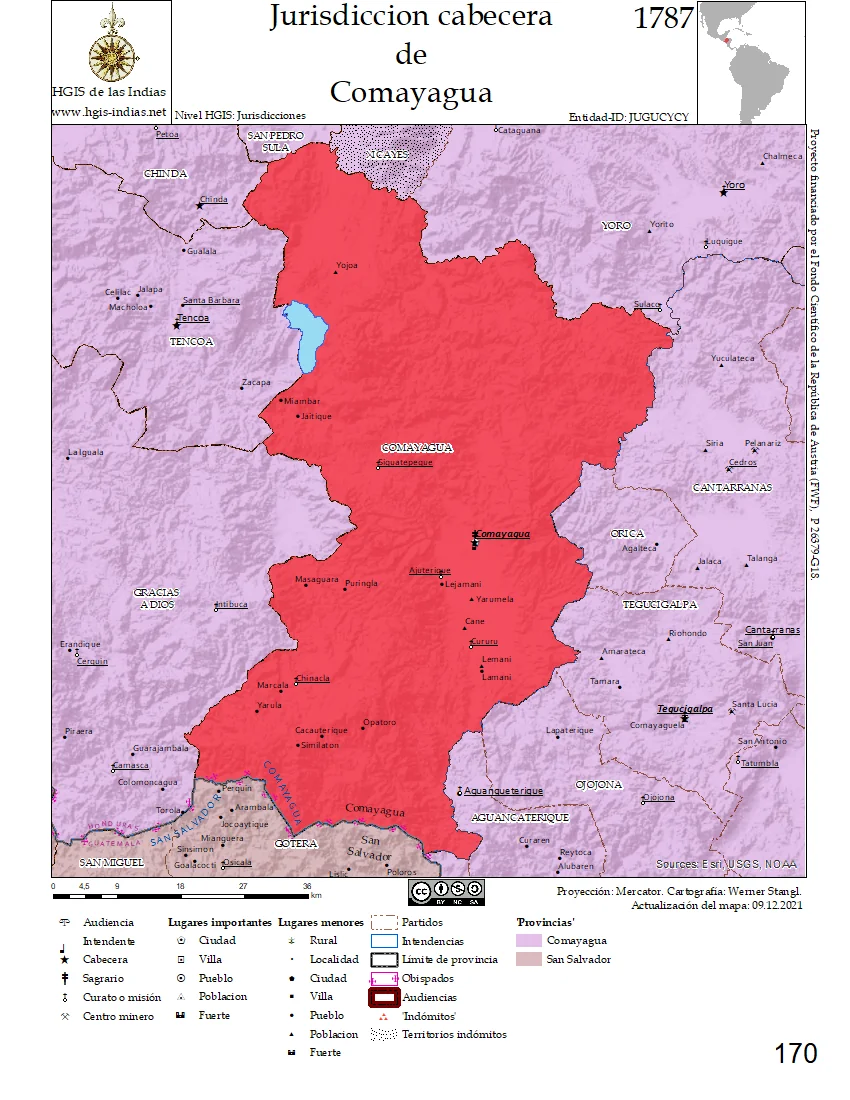 Jurisdiccion cabecera
de
Comayagua
1787
HGIS de las Indias
www.hgis-indias.net
Nivel HGIS: Jurisdicciones
Entidad-ID: JUGUCYCY
Petoa
SAN PEDRO
SULA
XICAYES
Cataguana
Chalmeca
CHINDA
Chinda
Yoro
YORO
Yorito
Luquigue
Gualala
Yojoa
Celilac
Jalapa
Macholoa
Santa Barbara
Tencoa
TENCOA
Sulaco
Yuculateca
Zacapa
Miambar
Jaitique
La Iguala
COMAYAGUA
Siguatepeque
Siria
Pelanariz
Cedros
CANTARRANAS
Comayagua
ORICA
Agalteca
Jalaca
Talanga
Ajuterique
Lejamani
Masaguara
Puringla
Yarumela
GRACIAS
A DIOS
Intibuca
TEGUCIGALPA
Cane
Cururu
Riohondo
Cantarranas
San Juan
Erandique
Cerquin
Lemani
Lamani
Amarateca
Tamara
Marcala
Chinacla
Yarula
Tegucigalpa
Santa Lucia
Comayaguela
Opatoro
Cacauterique
Similaton
Lapaterique
San Antonio
Tatumbla
Piraera
Guarajambala
Camasca
Colomoncagua
Perquin
Torola
Arambala
Jocoaytique
COMAYAGUA
SAN SALVADOR
HONDURAS
GUATEMALA
Comayagua
San
Salvador
Aguanqueterique
AGUANCATERIQUE
OJOJONA
Ojojona
Mianguera
Sinsimon
Goalacocti
Osicala
GOTERA
SAN MIGUEL
Lislic
Poloros
Curaren
Reytoca
Alubaren
Sources: Esri, USGS, NOAA
Proyecto financiado por el Fondo Científico de la República de Austria (FWF), P 26379-G18.
0 4,5 9 18 27 36
km
CC BY NC SA
Proyección: Mercator. Cartografía: Werner Stangl.
Actualización del mapa: 09.12.2021
Audiencia
Intendente
Cabecera
Sagrario
Curato o misión
Centro minero
Lugares importantes
Ciudad
Villa
Pueblo
Poblacion
Fuerte
Lugares menores
Rural
Localidad
Ciudad
Villa
Pueblo
Poblacion
Fuerte
Partidos
Intendencias
Límite de provincia
Obispados
Audiencias
'Indómitos'
Territorios indómitos
'Provincias'
Comayagua
San Salvador
170